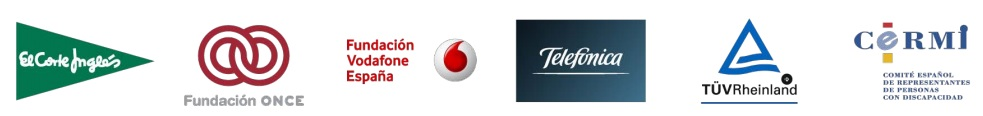 El Corte Inglés
Fundación ONCE
Fundación
Vodafone
España
Telefónica
TÜVRheinland
CERMI
COMITÉ ESPAÑOL
DE REPRESENTANTES
DE PERSONAS
CON DISCAPACIDAD